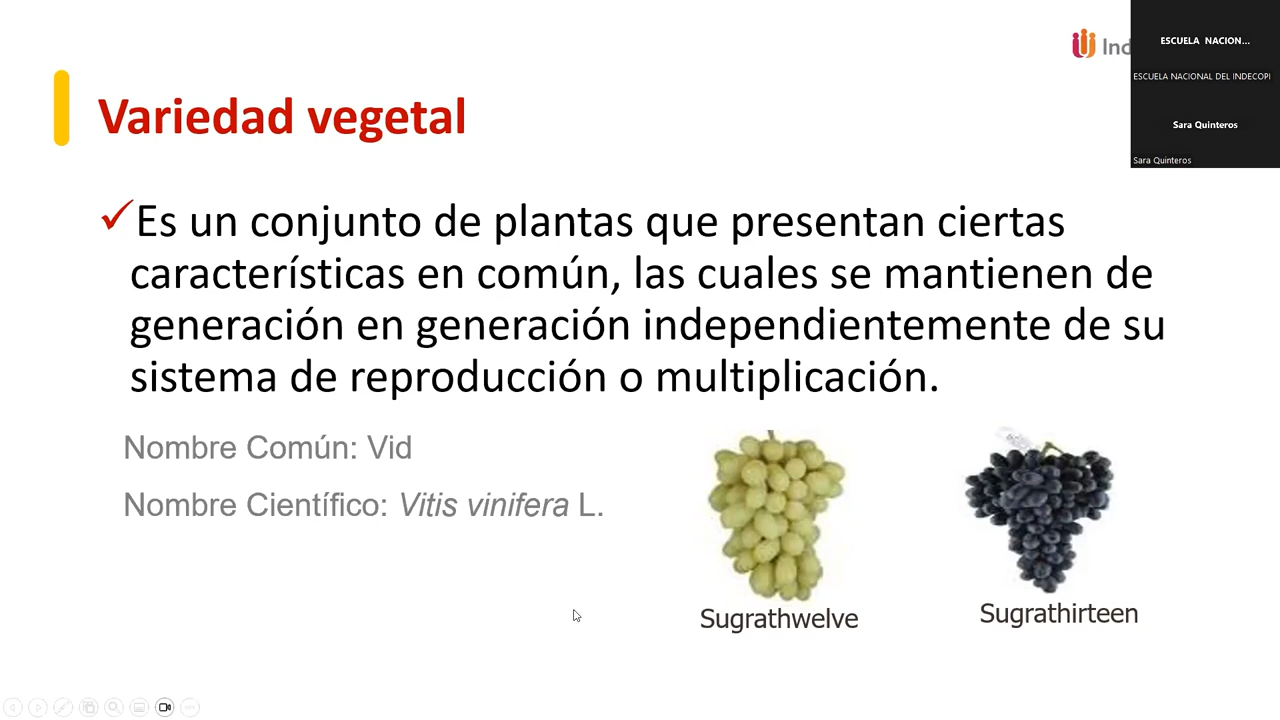 ESCUELA NACION...
ESCUELA NACIONAL DEL INDECOPI
Sara Quinteros
Sara Quinteros
Variedad vegetal
Es un conjunto de plantas que presentan ciertas
características en común, las cuales se mantienen de
generación en generación independientemente de su
sistema de reproducción o multiplicación.
Nombre Común: Vid
Nombre Científico: Vitis vinifera L.
Sugrathwelve
Sugrathirteen